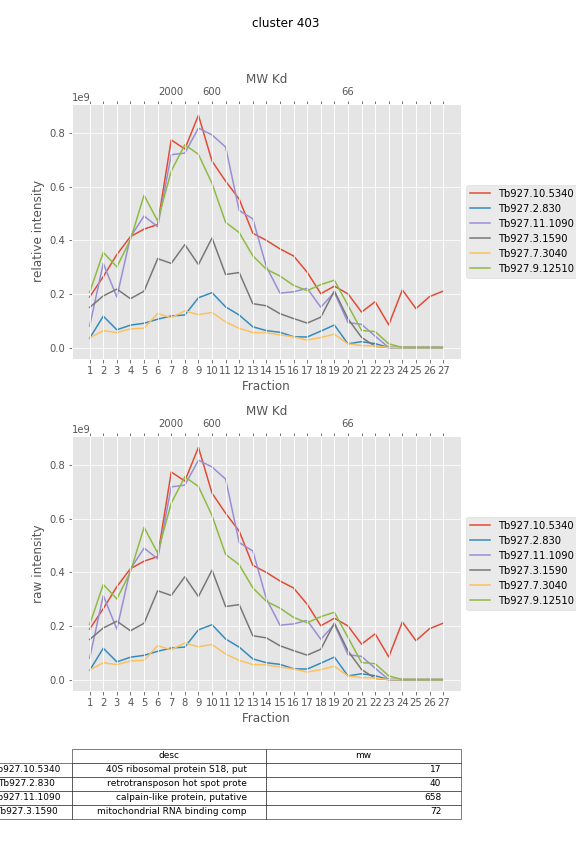 cluster 403
MW Kd
1e9 2000 600 66
0.8
0.6
0.4
0.2
0.0
relative intensity
1 2 3 4 5 6 7 8 9 10 11 12 13 14 15 16 17 18 19 20 21 22 23 24 25 26 27
Fraction
Tb927.10.5340
Tb927.2.830
Tb927.11.1090
Tb927.3.1590
Tb927.7.3040
Tb927.9.12510
MW Kd
1e9 2000 600 66
0.8
0.6
0.4
0.2
0.0
raw intensity
1 2 3 4 5 6 7 8 9 10 11 12 13 14 15 16 17 18 19 20 21 22 23 24 25 26 27
Fraction
Tb927.10.5340
Tb927.2.830
Tb927.11.1090
Tb927.3.1590
Tb927.7.3040
Tb927.9.12510
desc mw
b927.10.5340 40S ribosomal protein S18, put 17
Tb927.2.830 retrotransposon hot spot prote 40
b927.11.1090 calpain-like protein, putative 658
Tb927.3.1590 mitochondrial RNA binding comp 72